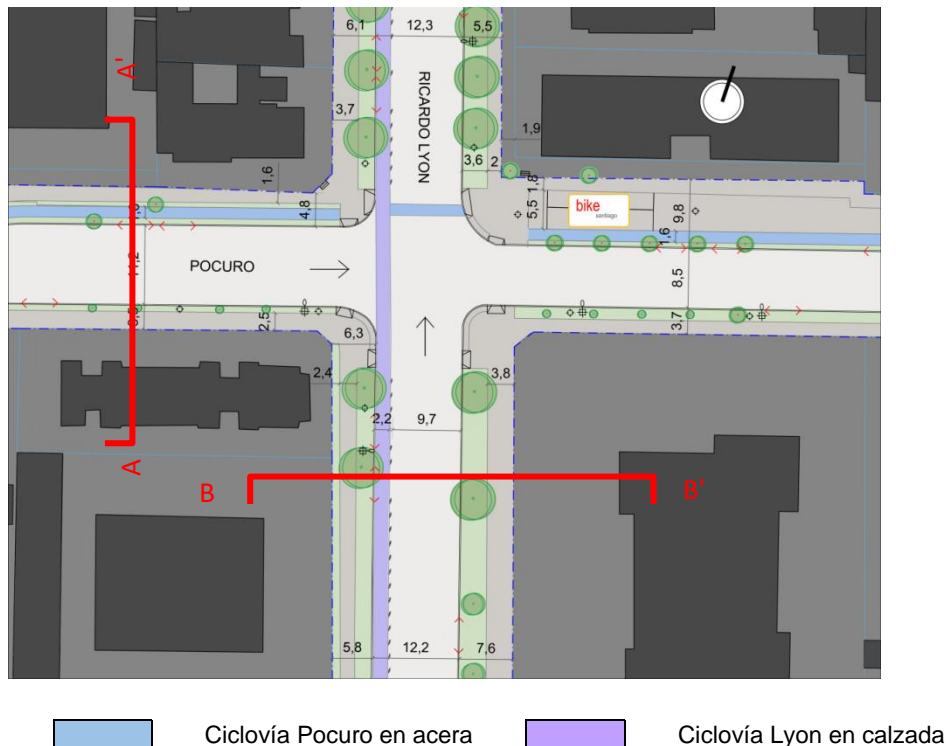 6,1
12,3
5,5
A'
RICARDO LYON
3,7
1,9
3,6
2
1,6
1,8
4,8
5,5
bike
santiago
9,8
1,6
POCURO
11,2
8,5
2,5
3,7
6,3
2,4
3,8
2,2
9,7
A
B
B'
5,8
12,2
7,6
Ciclovía Pocuro en acera
Ciclovía Lyon en calzada